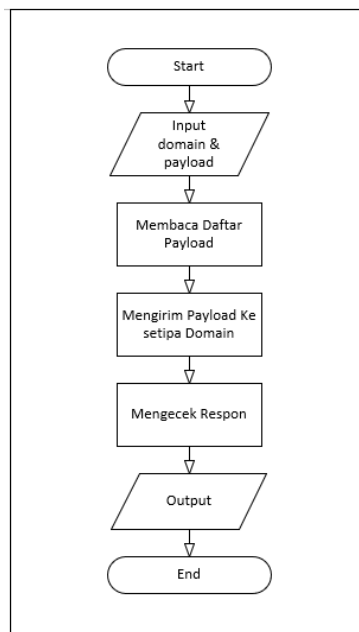 Start
Input
domain &
payload
Membaca Daftar
Payload
Mengirim Payload Ke
setipa Domain
Mengecek Respon
Output
End